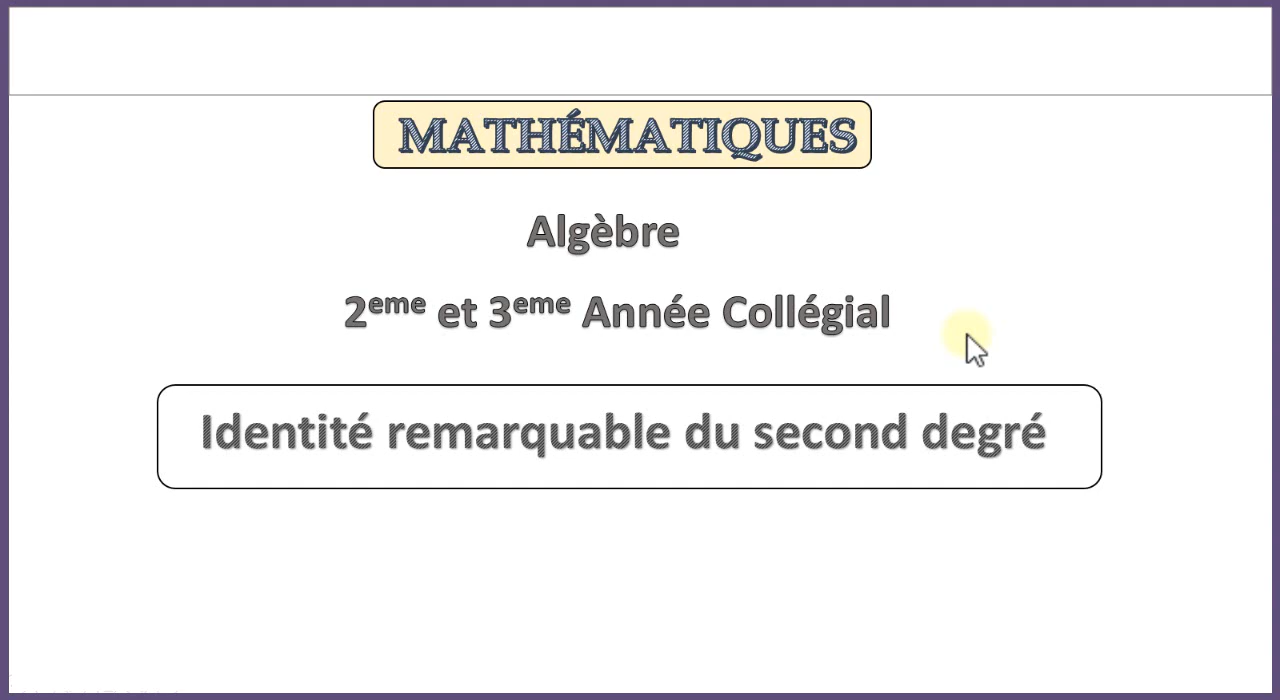 MATHÉMATIQUES
Algèbre
2eme et 3eme Année Collégial
Identité remarquable du second degré